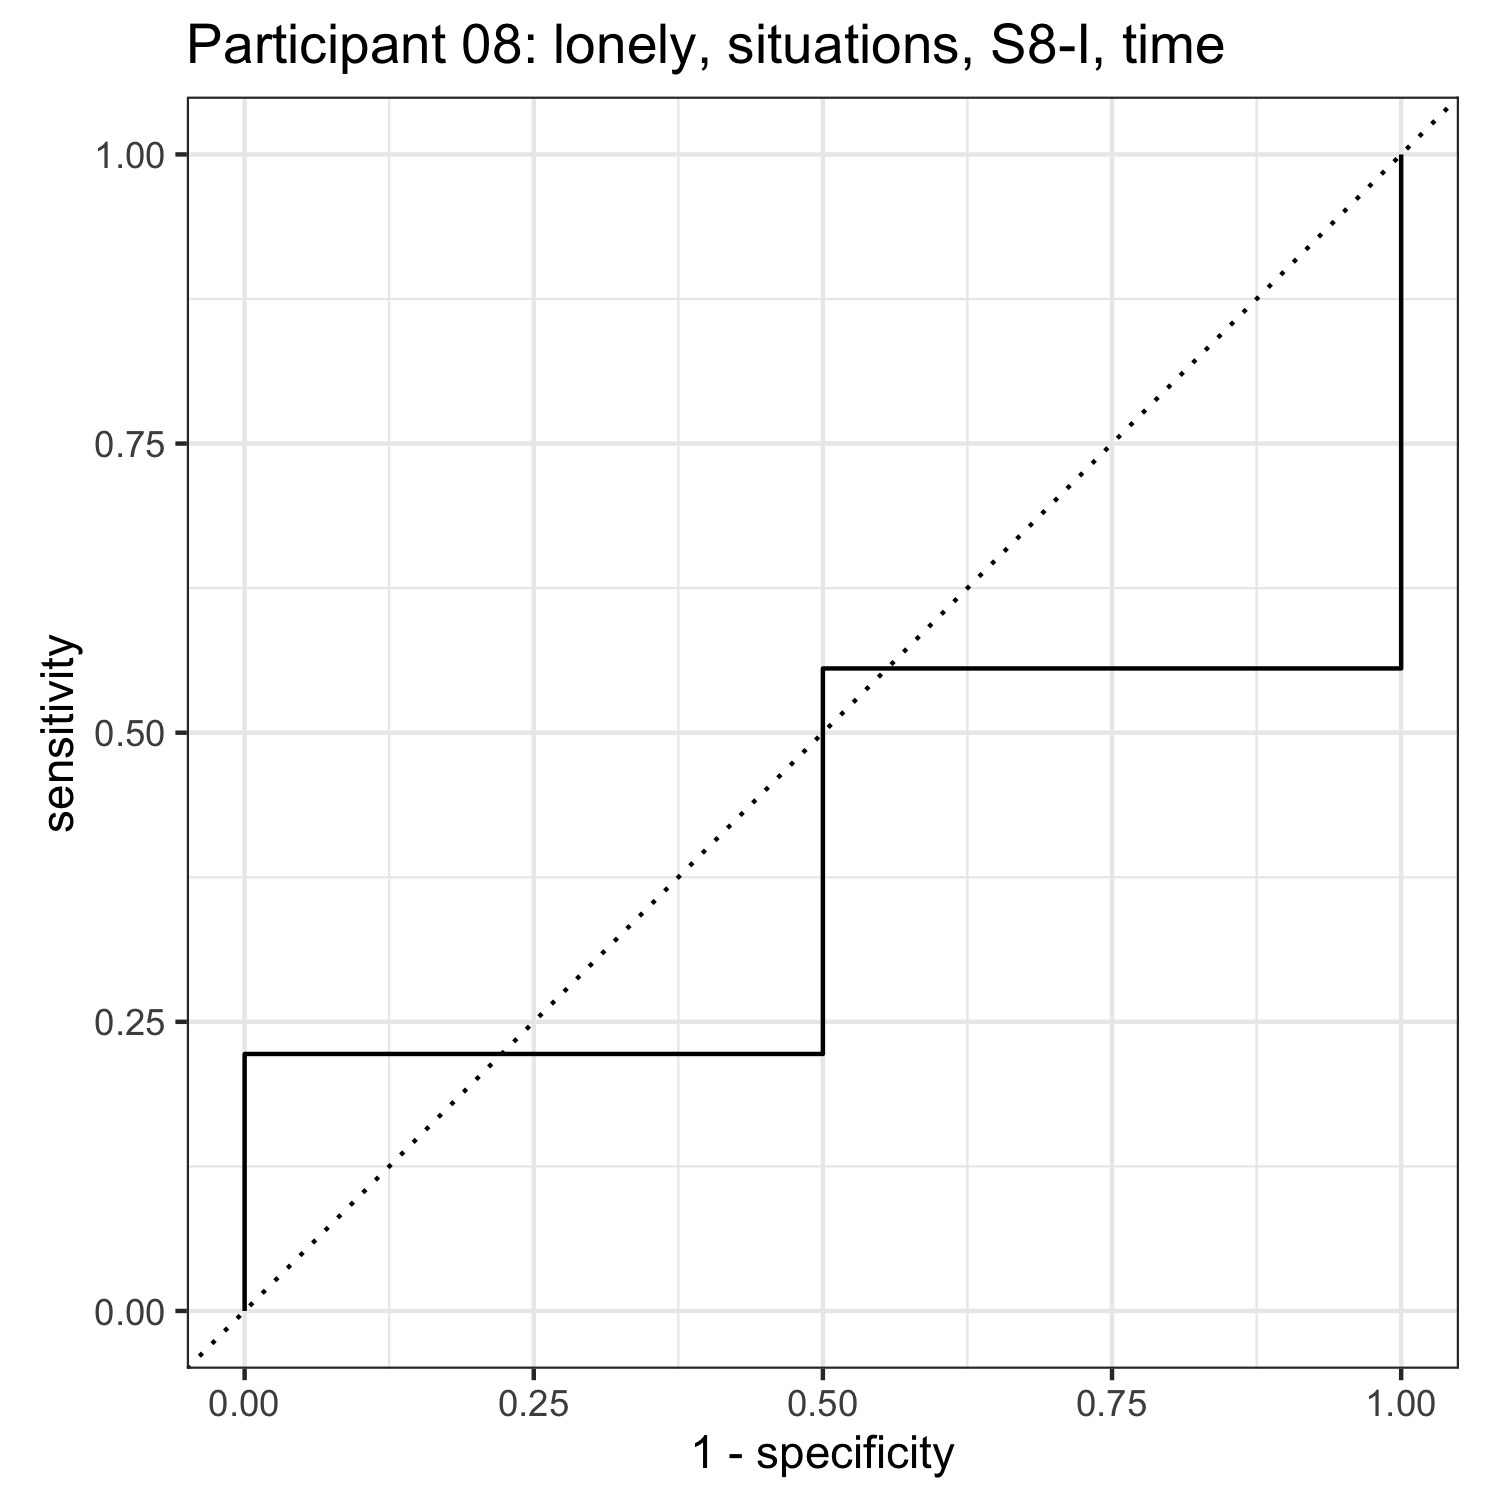 Participant 08: lonely, situations, S8-I, time
1.00
0.75
0.50
0.25
0.00
sensitivity
0.00 0.25 0.50 0.75 1.00
1 - specificity